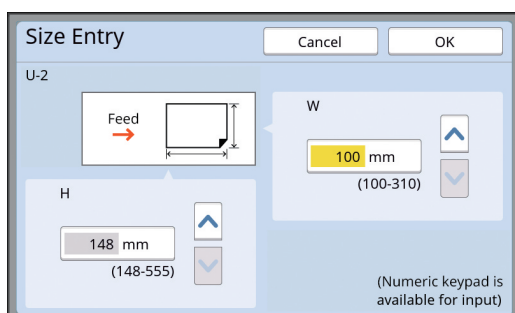 Size Entry
Cancel
OK
U-2
Feed
W
100 mm
(100-310)
H
148 mm
(148-555)
(Numeric keypad is
available for input)